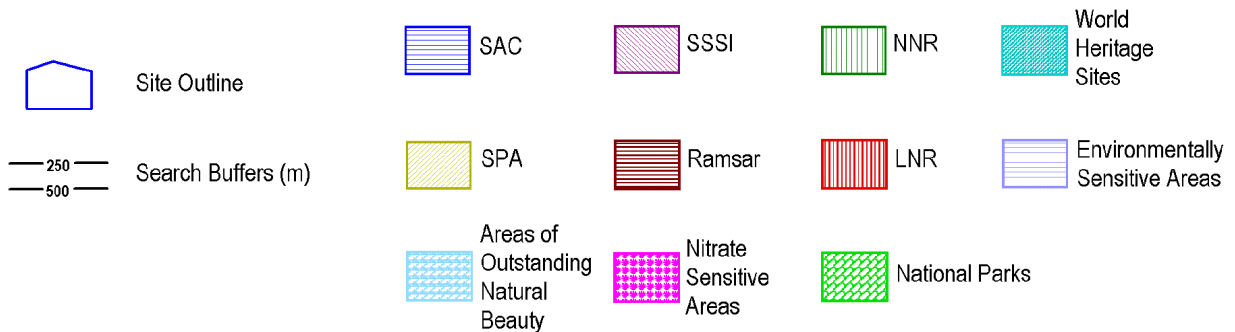 Site Outline
250
500
Search Buffers (m)
SAC
SSSI
NNR
World
Heritage
Sites
SPA
Ramsar
LNR
Environmentally
Sensitive Areas
Areas of
Outstanding
Natural
Beauty
Nitrate
Sensitive
Areas
National Parks